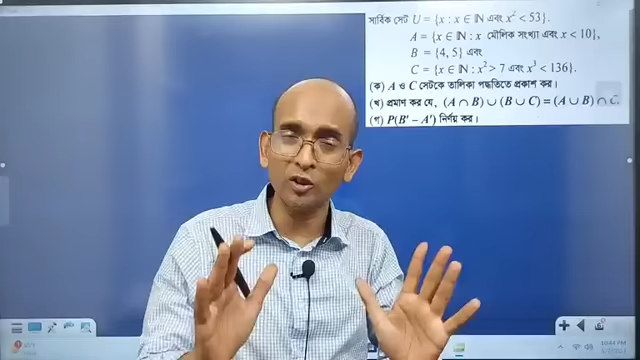 সার্বিক সেট U = {x : x ∈ ℕ এবং x² < 53}.
A = {x ∈ ℕ : x মৌলিক সংখ্যা এবং x < 10},
B = {4, 5} এবং
C = {x ∈ ℕ : x² > 7 এবং x³ < 136}.
(ক) A ও C সেটকে তালিকা পদ্ধতিতে প্রকাশ কর।
(খ) প্রমাণ কর যে, (A ∩ B) ∪ (B ∪ C) = (A ∪ B) ∩ C.
(গ) P(B′ − A′) নির্ণয় কর।